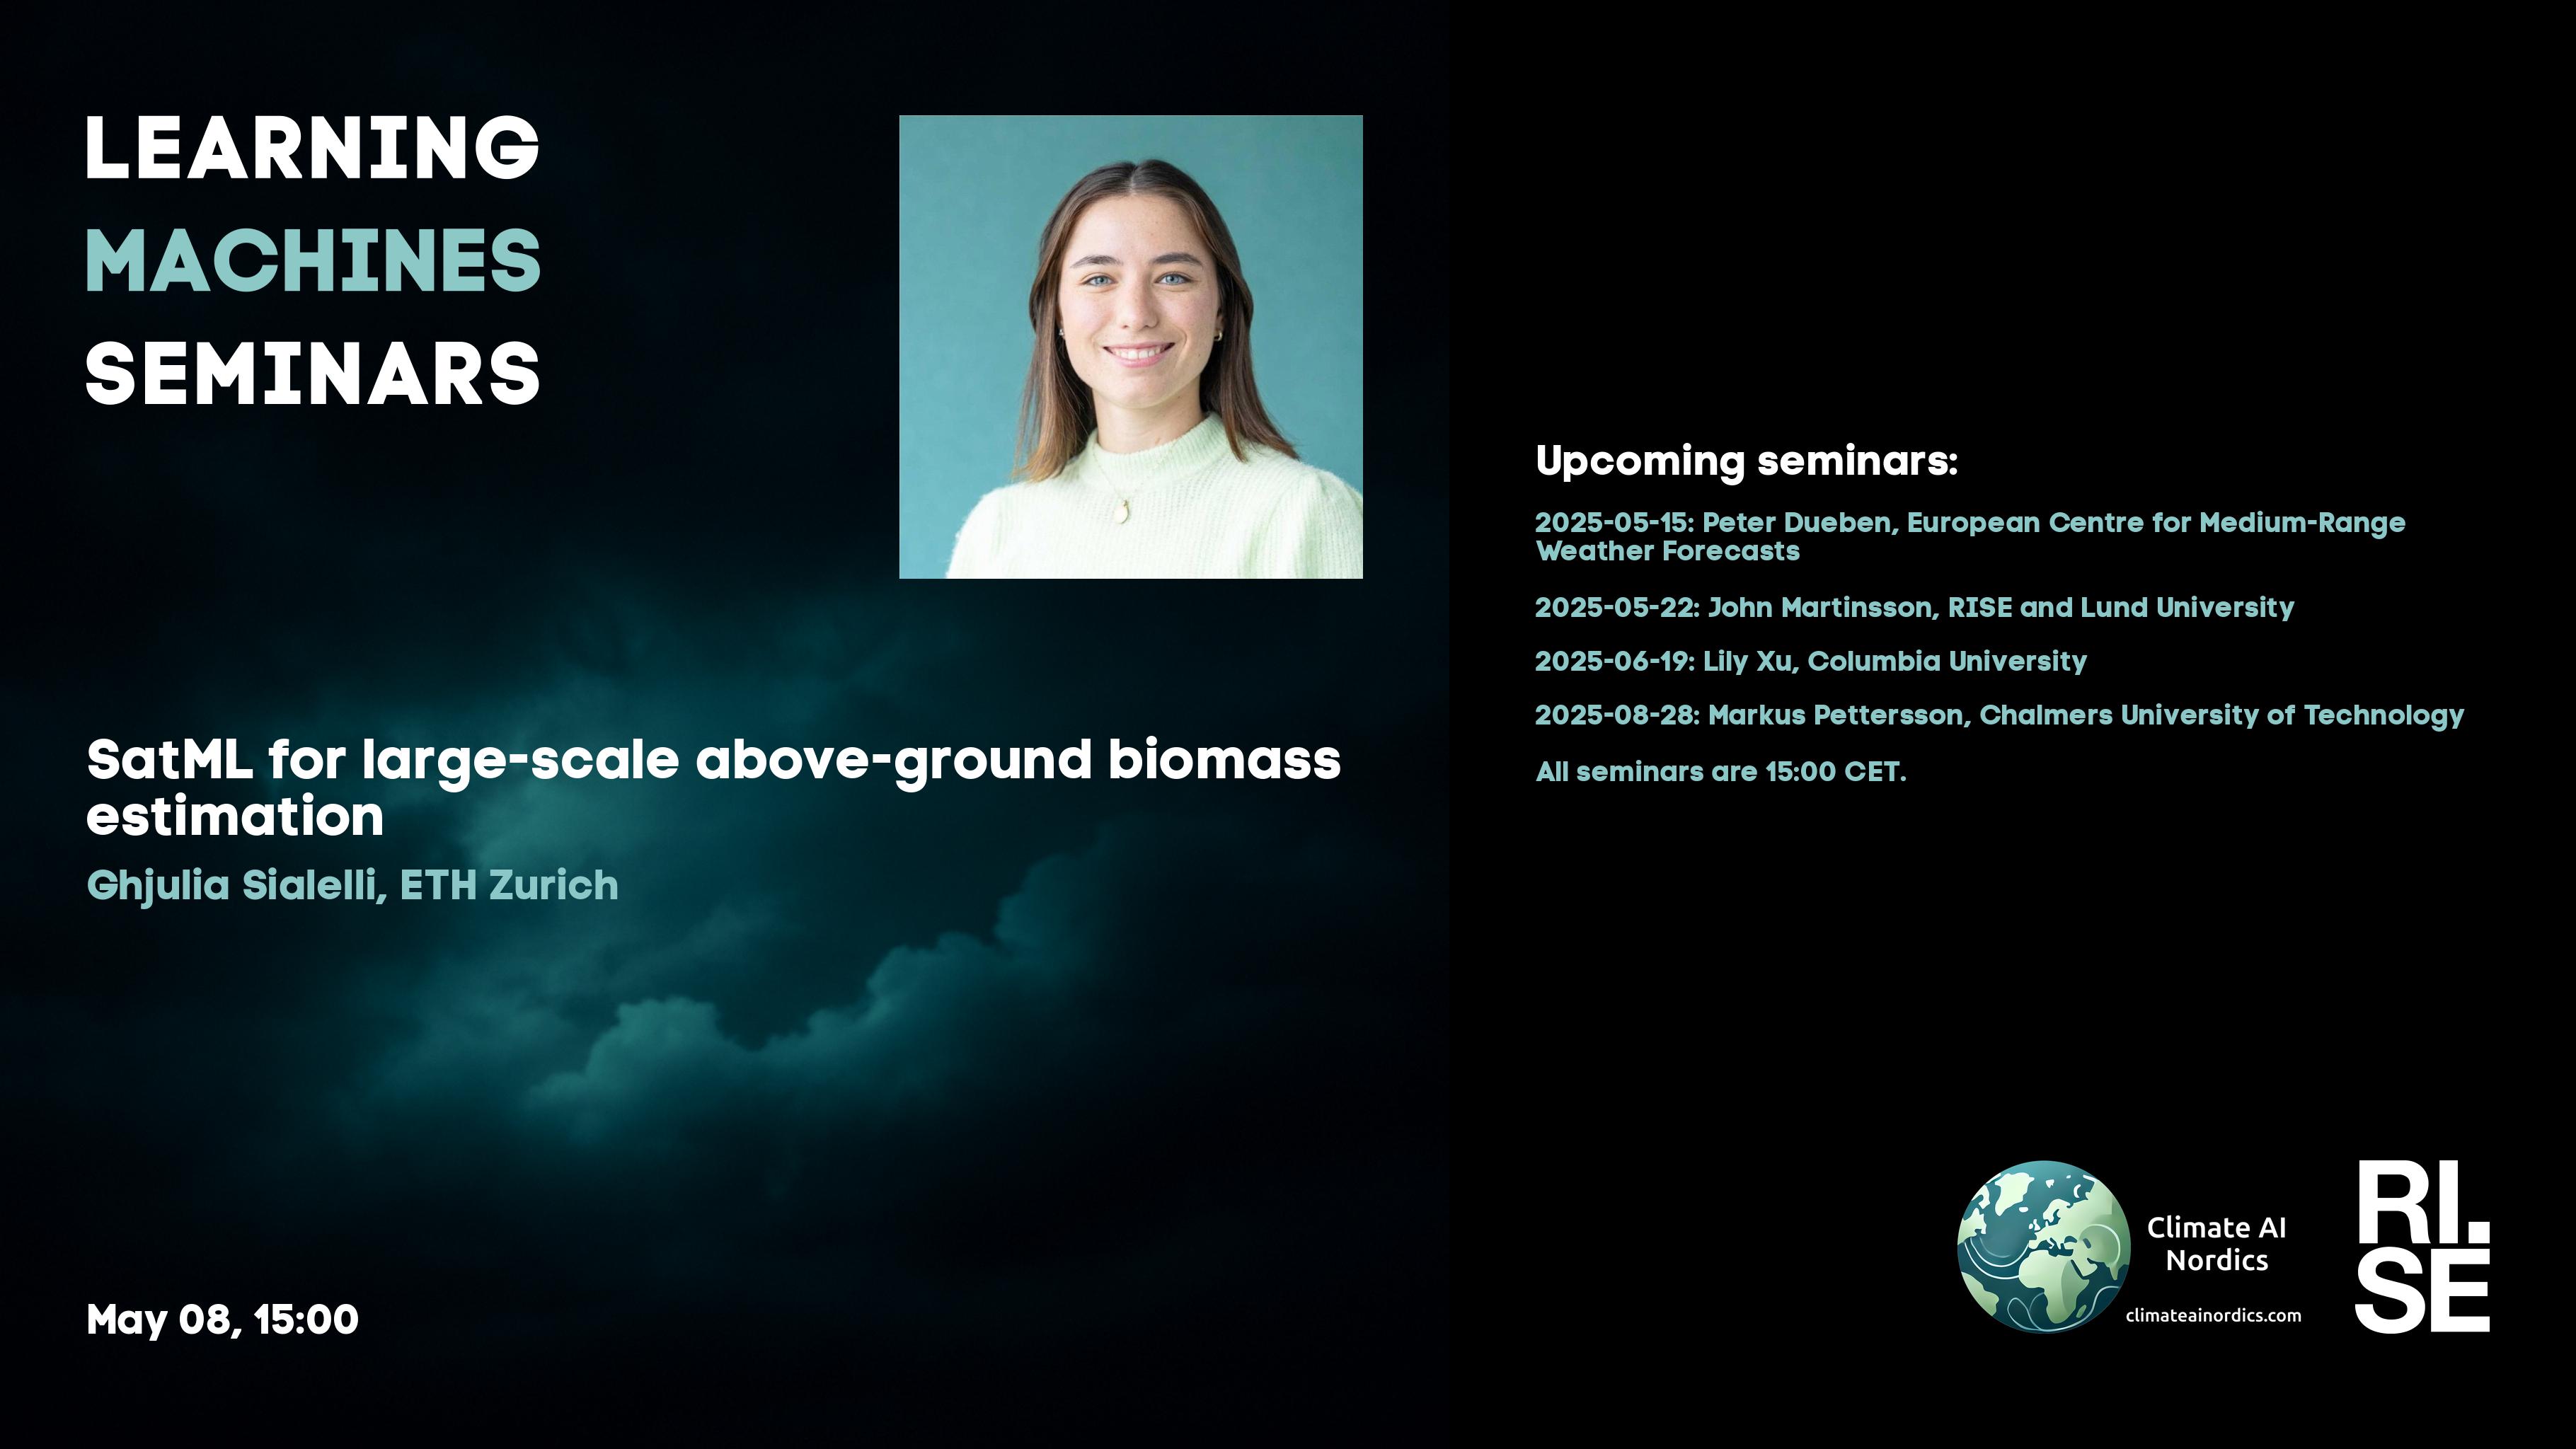 LEARNING
MACHINES
SEMINARS
SatML for large-scale above-ground biomass
estimation
Ghjulia Sialelli, ETH Zurich
May 08, 15:00
Upcoming seminars:
2025-05-15: Peter Dueben, European Centre for Medium-Range
Weather Forecasts
2025-05-22: John Martinsson, RISE and Lund University
2025-06-19: Lily Xu, Columbia University
2025-08-28: Markus Pettersson, Chalmers University of Technology
All seminars are 15:00 CET.
Climate AI
Nordics
climateainordics.com
RI.
SE